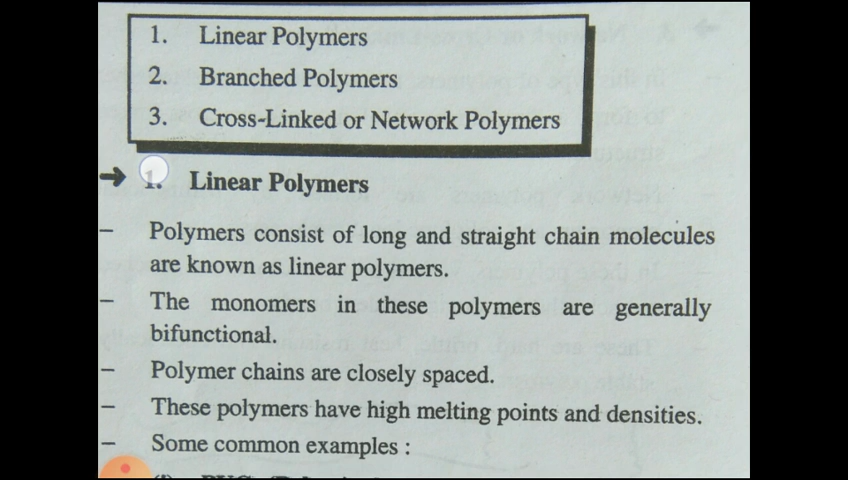 1. Linear Polymers
2. Branched Polymers
3. Cross-Linked or Network Polymers
➔ 1. Linear Polymers
– Polymers consist of long and straight chain molecules
are known as linear polymers.
– The monomers in these polymers are generally
bifunctional.
– Polymer chains are closely spaced.
– These polymers have high melting points and densities.
– Some common examples :